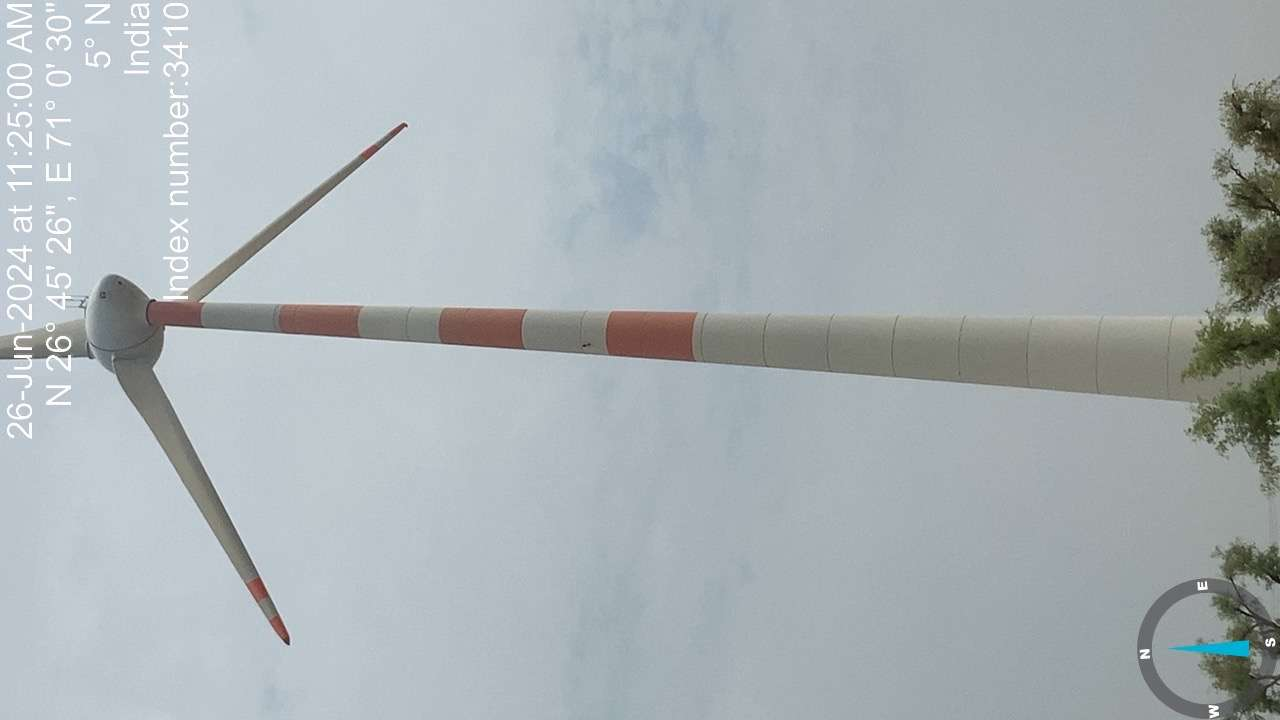 26-Jun-2024 at 11:25:00 AM
N 26° 45' 26", E 71° 0' 30"
5° N
India
Index number:3410
N
E
S
W